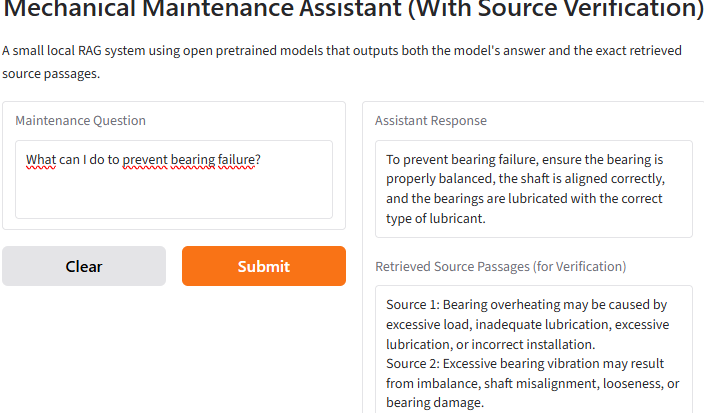 Mechanical Maintenance Assistant (With Source Verification)
A small local RAG system using open pretrained models that outputs both the model's answer and the exact retrieved
source passages.
Maintenance Question
What can I do to prevent bearing failure?
Clear
Submit
Assistant Response
To prevent bearing failure, ensure the bearing is
properly balanced, the shaft is aligned correctly,
and the bearings are lubricated with the correct
type of lubricant.
Retrieved Source Passages (for Verification)
Source 1: Bearing overheating may be caused by
excessive load, inadequate lubrication, excessive
lubrication, or incorrect installation.
Source 2: Excessive bearing vibration may result
from imbalance, shaft misalignment, looseness, or
bearing damage.